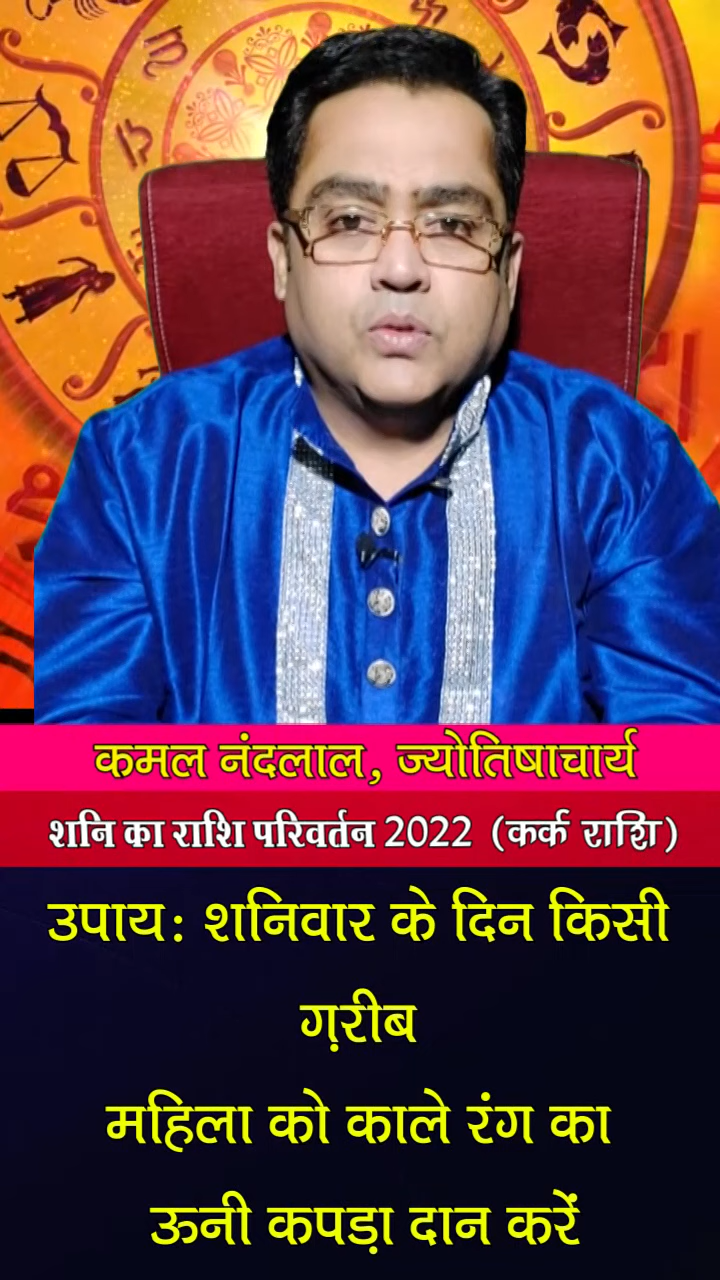 कमल नंदलाल, ज्योतिषाचार्य
शनि का राशि परिवर्तन 2022 (कर्क राशि)
उपाय: शनिवार के दिन किसी
ग़रीब
महिला को काले रंग का
ऊनी कपड़ा दान करें